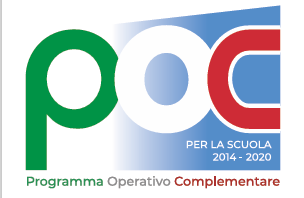 poc
PER LA SCUOLA
2014 - 2020
Programma Operativo Complementare